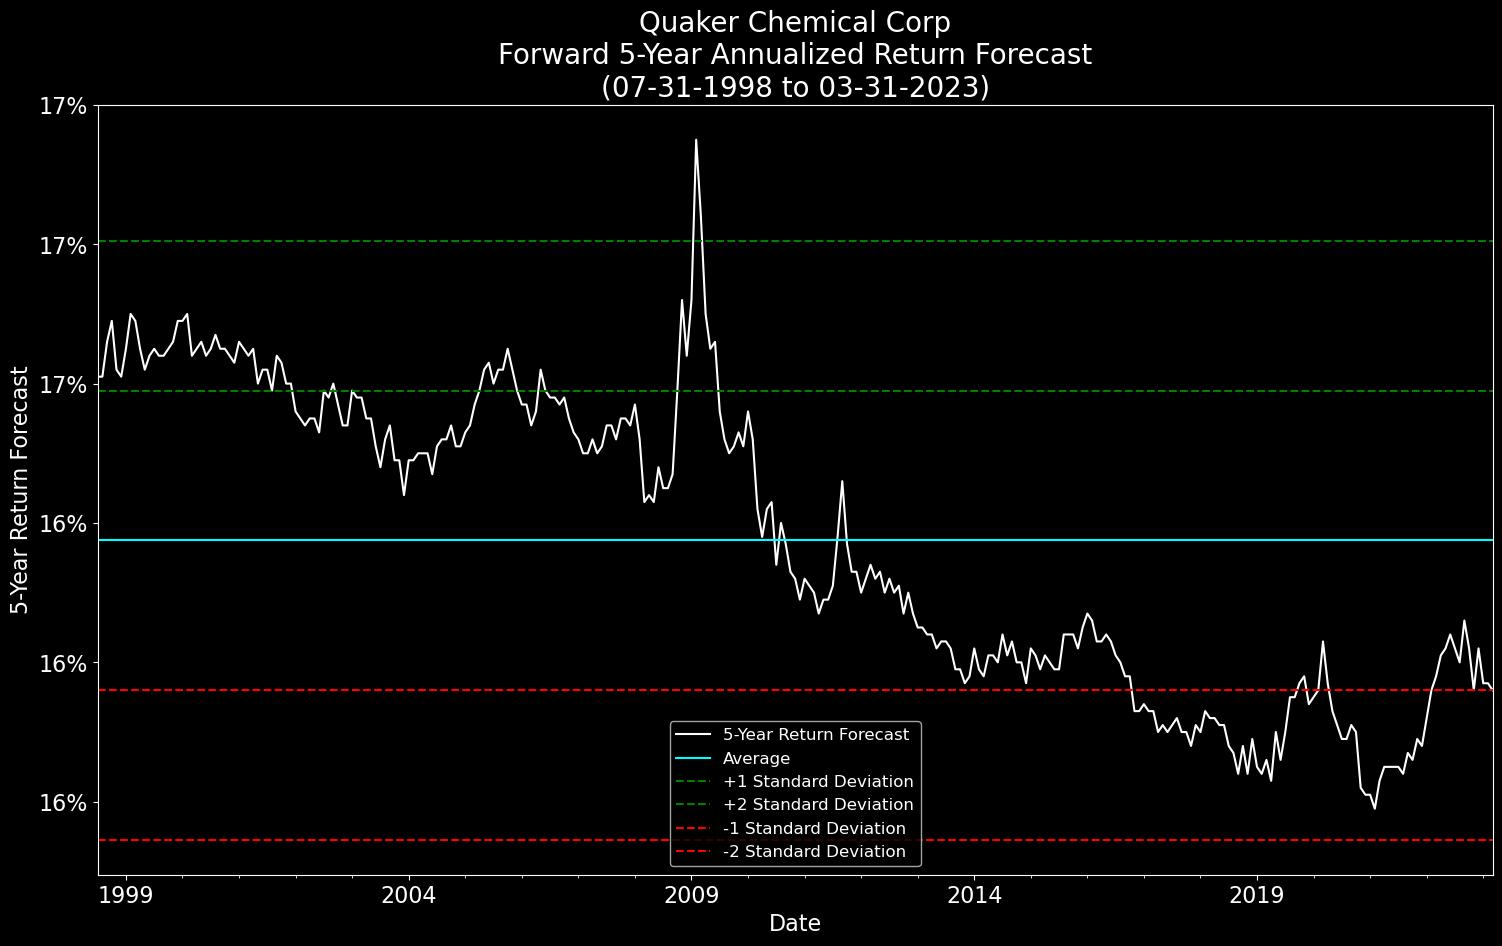 Quaker Chemical Corp
Forward 5-Year Annualized Return Forecast
(07-31-1998 to 03-31-2023)
17%
17%
17%
16%
16%
16%
5-Year Return Forecast
5-Year Return Forecast
Average
+1 Standard Deviation
+2 Standard Deviation
-1 Standard Deviation
-2 Standard Deviation
1999 2004 2009 2014 2019
Date